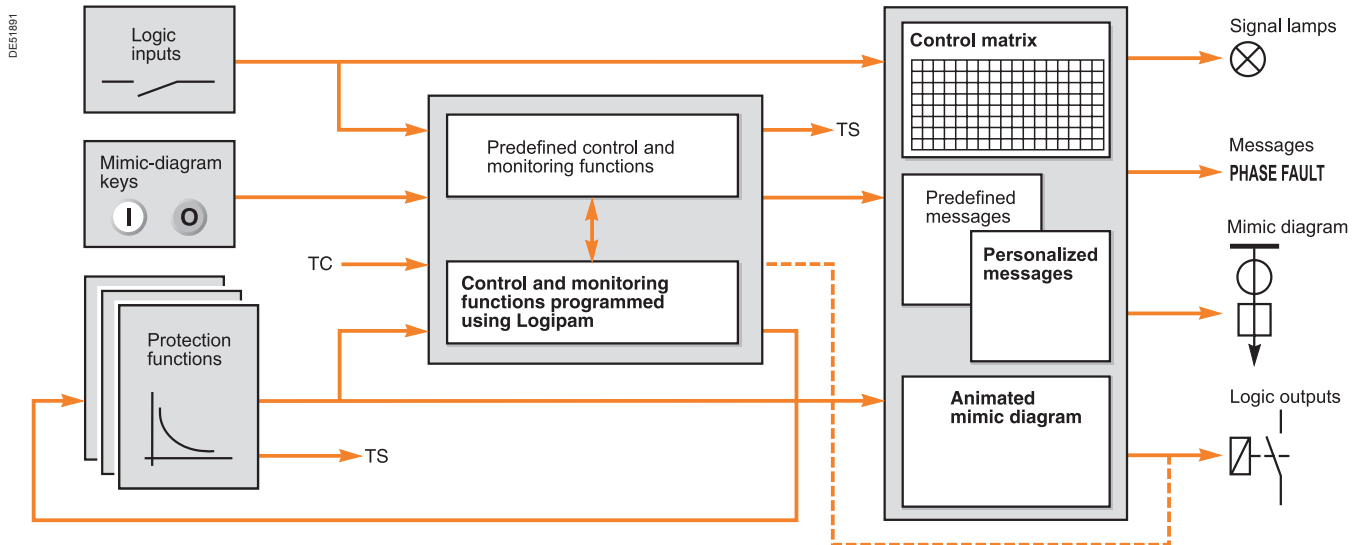 DE51891
Logic
inputs
Mimic-diagram
keys
I
O
Protection
functions
TS
TC
Predefined control and
monitoring functions
Control and monitoring
functions programmed
using Logipam
TS
Control matrix
Predefined
messages
Personalized
messages
Animated
mimic diagram
Signal lamps
Messages
PHASE FAULT
Mimic diagram
Logic outputs